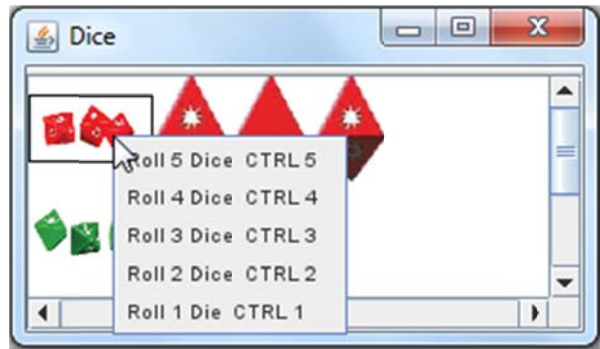 Dice
Roll 5 Dice CTRL 5
Roll 4 Dice CTRL 4
Roll 3 Dice CTRL 3
Roll 2 Dice CTRL 2
Roll 1 Die CTRL 1